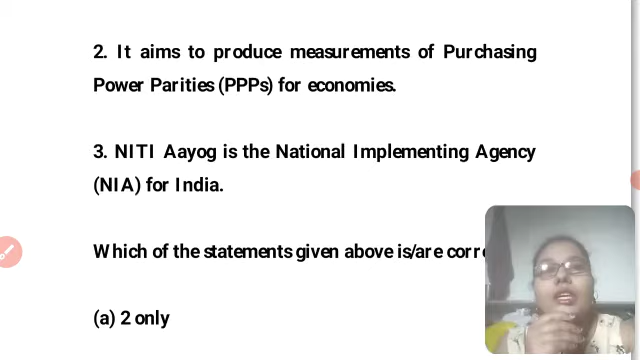 2. It aims to produce measurements of Purchasing
Power Parities (PPPs) for economies.
3. NITI Aayog is the National Implementing Agency
(NIA) for India.
Which of the statements given above is/are
(a) 2 only